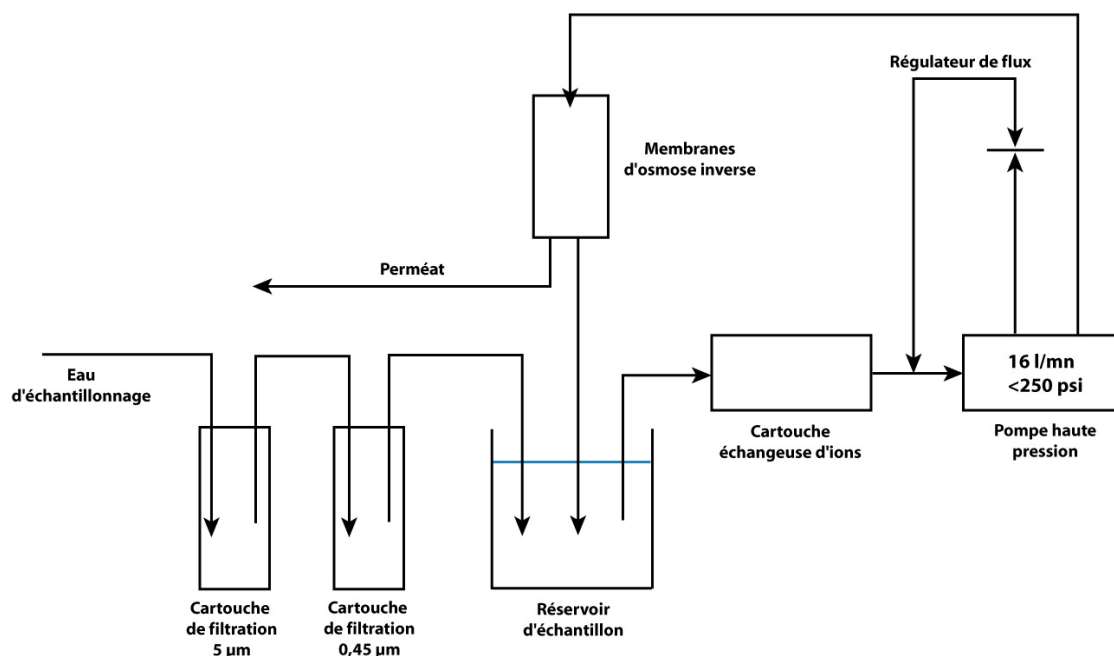 Régulateur de flux
Membranes
d'osmose inverse
Perméat
Eau
d'échantillonnage
16 l/mn
<250 psi
Cartouche
échangeuse d'ions
Pompe haute
pression
Cartouche
de filtration
5 µm
Cartouche
de filtration
0,45 µm
Réservoir
d'échantillon